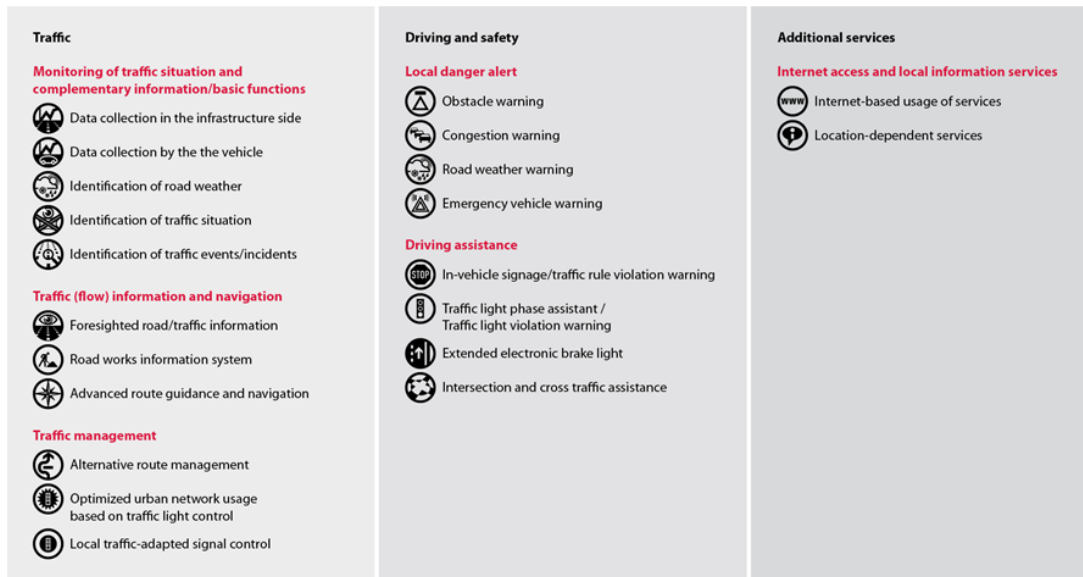 Traffic
Monitoring of traffic situation and
complementary information/basic functions
Data collection in the infrastructure side
Data collection by the the vehicle
Identification of road weather
Identification of traffic situation
Identification of traffic events/incidents
Traffic (flow) information and navigation
Foresighted road/traffic information
Road works information system
Advanced route guidance and navigation
Traffic management
Alternative route management
Optimized urban network usage
based on traffic light control
Local traffic-adapted signal control
Driving and safety
Local danger alert
Obstacle warning
Congestion warning
Road weather warning
Emergency vehicle warning
Driving assistance
STOP
In-vehicle signage/traffic rule violation warning
Traffic light phase assistant /
Traffic light violation warning
Extended electronic brake light
Intersection and cross traffic assistance
Additional services
Internet access and local information services
www
Internet-based usage of services
Location-dependent services